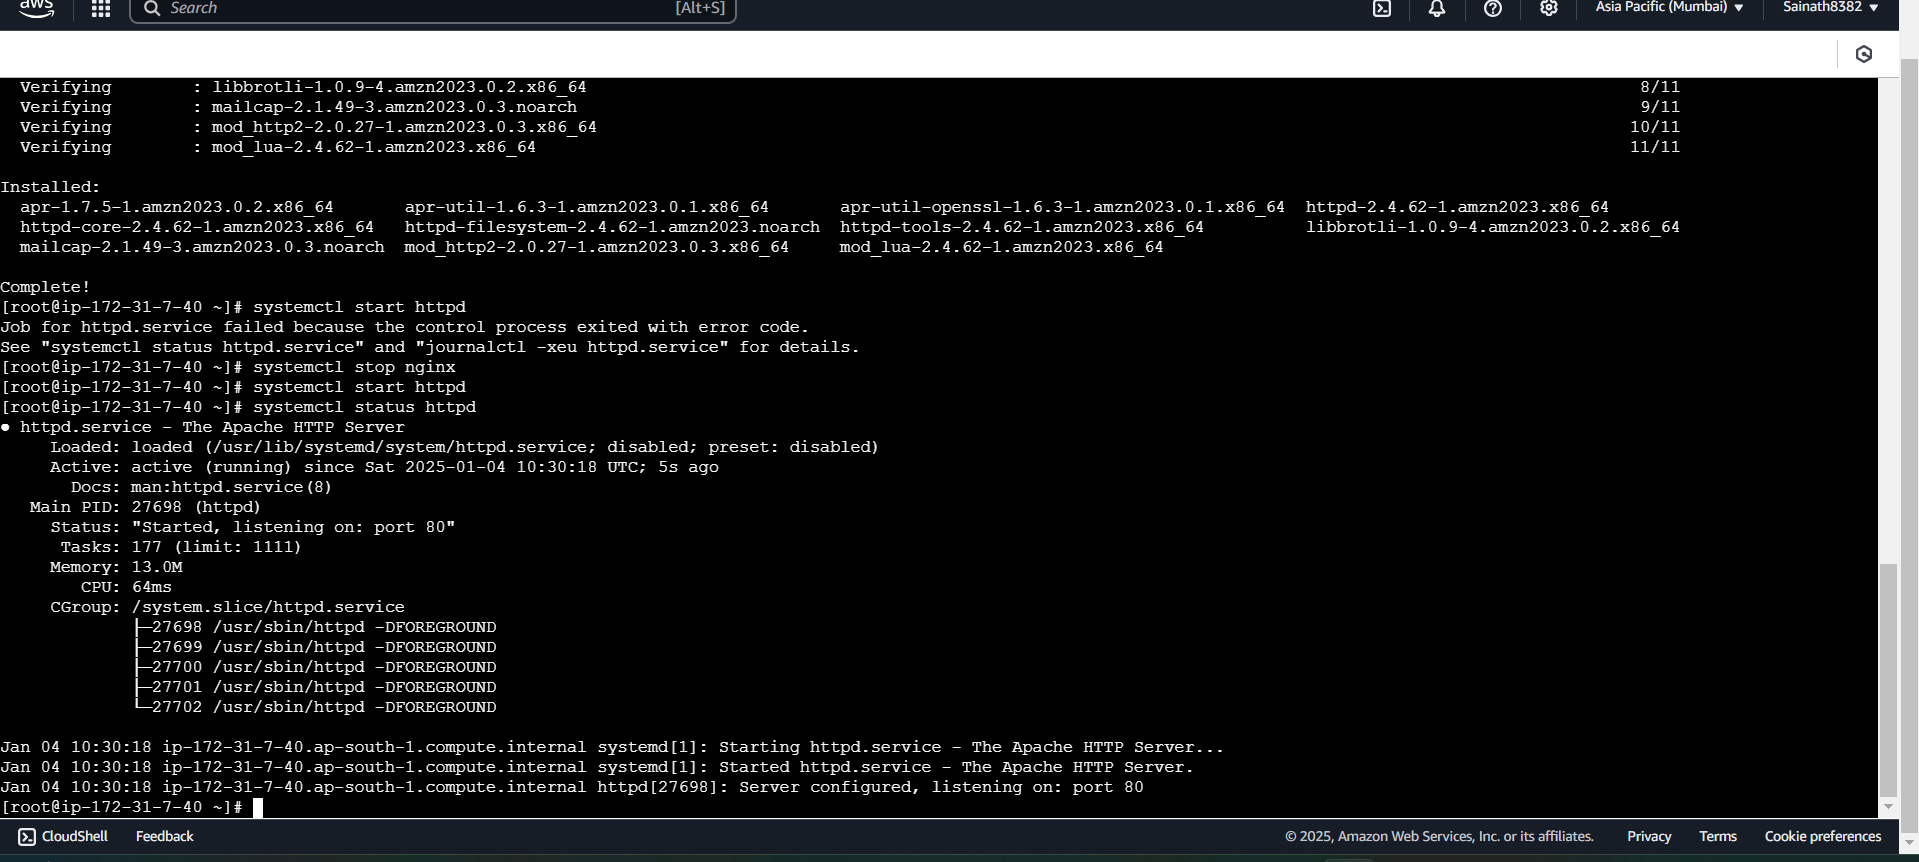 aws Search [Alt+S] Asia Pacific (Mumbai) Sainath8382
Verifying : libbrotli-1.0.9-4.amzn2023.0.2.x86_64 8/11
Verifying : mailcap-2.1.49-3.amzn2023.0.3.noarch 9/11
Verifying : mod_http2-2.0.27-1.amzn2023.0.3.x86_64 10/11
Verifying : mod_lua-2.4.62-1.amzn2023.x86_64 11/11
Installed:
apr-1.7.5-1.amzn2023.0.2.x86_64 apr-util-1.6.3-1.amzn2023.0.1.x86_64 apr-util-openssl-1.6.3-1.amzn2023.0.1.x86_64 httpd-2.4.62-1.amzn2023.x86_64
httpd-core-2.4.62-1.amzn2023.x86_64 httpd-filesystem-2.4.62-1.amzn2023.noarch httpd-tools-2.4.62-1.amzn2023.x86_64 libbrotli-1.0.9-4.amzn2023.0.2.x86_64
mailcap-2.1.49-3.amzn2023.0.3.noarch mod_http2-2.0.27-1.amzn2023.0.3.x86_64 mod_lua-2.4.62-1.amzn2023.x86_64
Complete!
[root@ip-172-31-7-40 ~]# systemctl start httpd
Job for httpd.service failed because the control process exited with error code.
See "systemctl status httpd.service" and "journalctl -xeu httpd.service" for details.
[root@ip-172-31-7-40 ~]# systemctl stop nginx
[root@ip-172-31-7-40 ~]# systemctl start httpd
[root@ip-172-31-7-40 ~]# systemctl status httpd
● httpd.service - The Apache HTTP Server
Loaded: loaded (/usr/lib/systemd/system/httpd.service; disabled; preset: disabled)
Active: active (running) since Sat 2025-01-04 10:30:18 UTC; 5s ago
Docs: man:httpd.service(8)
Main PID: 27698 (httpd)
Status: "Started, listening on: port 80"
Tasks: 177 (limit: 1111)
Memory: 13.0M
CPU: 64ms
CGroup: /system.slice/httpd.service
├─27698 /usr/sbin/httpd -DFOREGROUND
├─27699 /usr/sbin/httpd -DFOREGROUND
├─27700 /usr/sbin/httpd -DFOREGROUND
├─27701 /usr/sbin/httpd -DFOREGROUND
└─27702 /usr/sbin/httpd -DFOREGROUND
Jan 04 10:30:18 ip-172-31-7-40.ap-south-1.compute.internal systemd[1]: Starting httpd.service - The Apache HTTP Server...
Jan 04 10:30:18 ip-172-31-7-40.ap-south-1.compute.internal systemd[1]: Started httpd.service - The Apache HTTP Server.
Jan 04 10:30:18 ip-172-31-7-40.ap-south-1.compute.internal httpd[27698]: Server configured, listening on: port 80
[root@ip-172-31-7-40 ~]#
CloudShell Feedback © 2025, Amazon Web Services, Inc. or its affiliates. Privacy Terms Cookie preferences